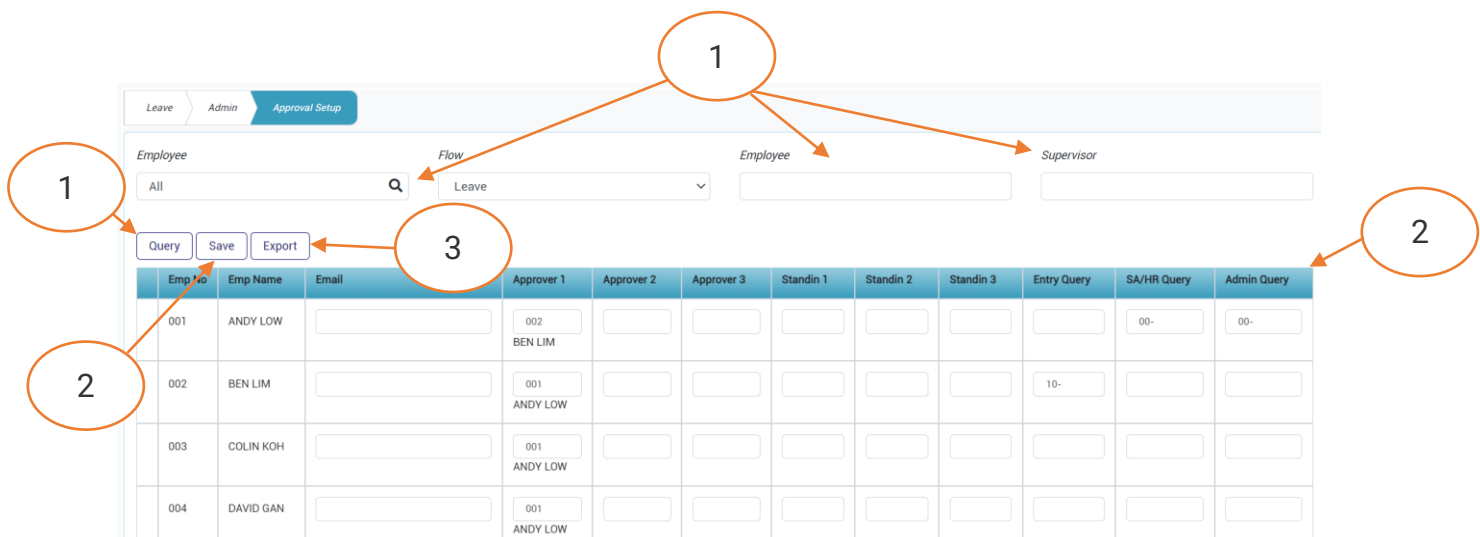 1
Leave Admin Approval Setup
Employee Flow Employee Supervisor
1 All Leave
2
Query Save Export 3
Emp No Emp Name Email Approver 1 Approver 2 Approver 3 Standin 1 Standin 2 Standin 3 Entry Query SA/HR Query Admin Query
001 ANDY LOW 002 00- 00-
BEN LIM
2 002 BEN LIM 001 10-
ANDY LOW
003 COLIN KOH 001
ANDY LOW
004 DAVID GAN 001
ANDY LOW